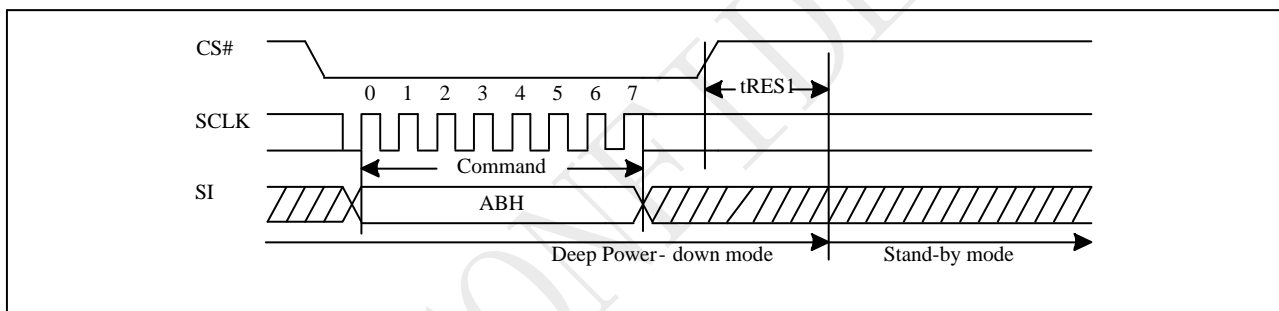 CS#
tRES1
0 1 2 3 4 5 6 7
SCLK
Command
SI
ABH
Deep Power- down mode
Stand-by mode